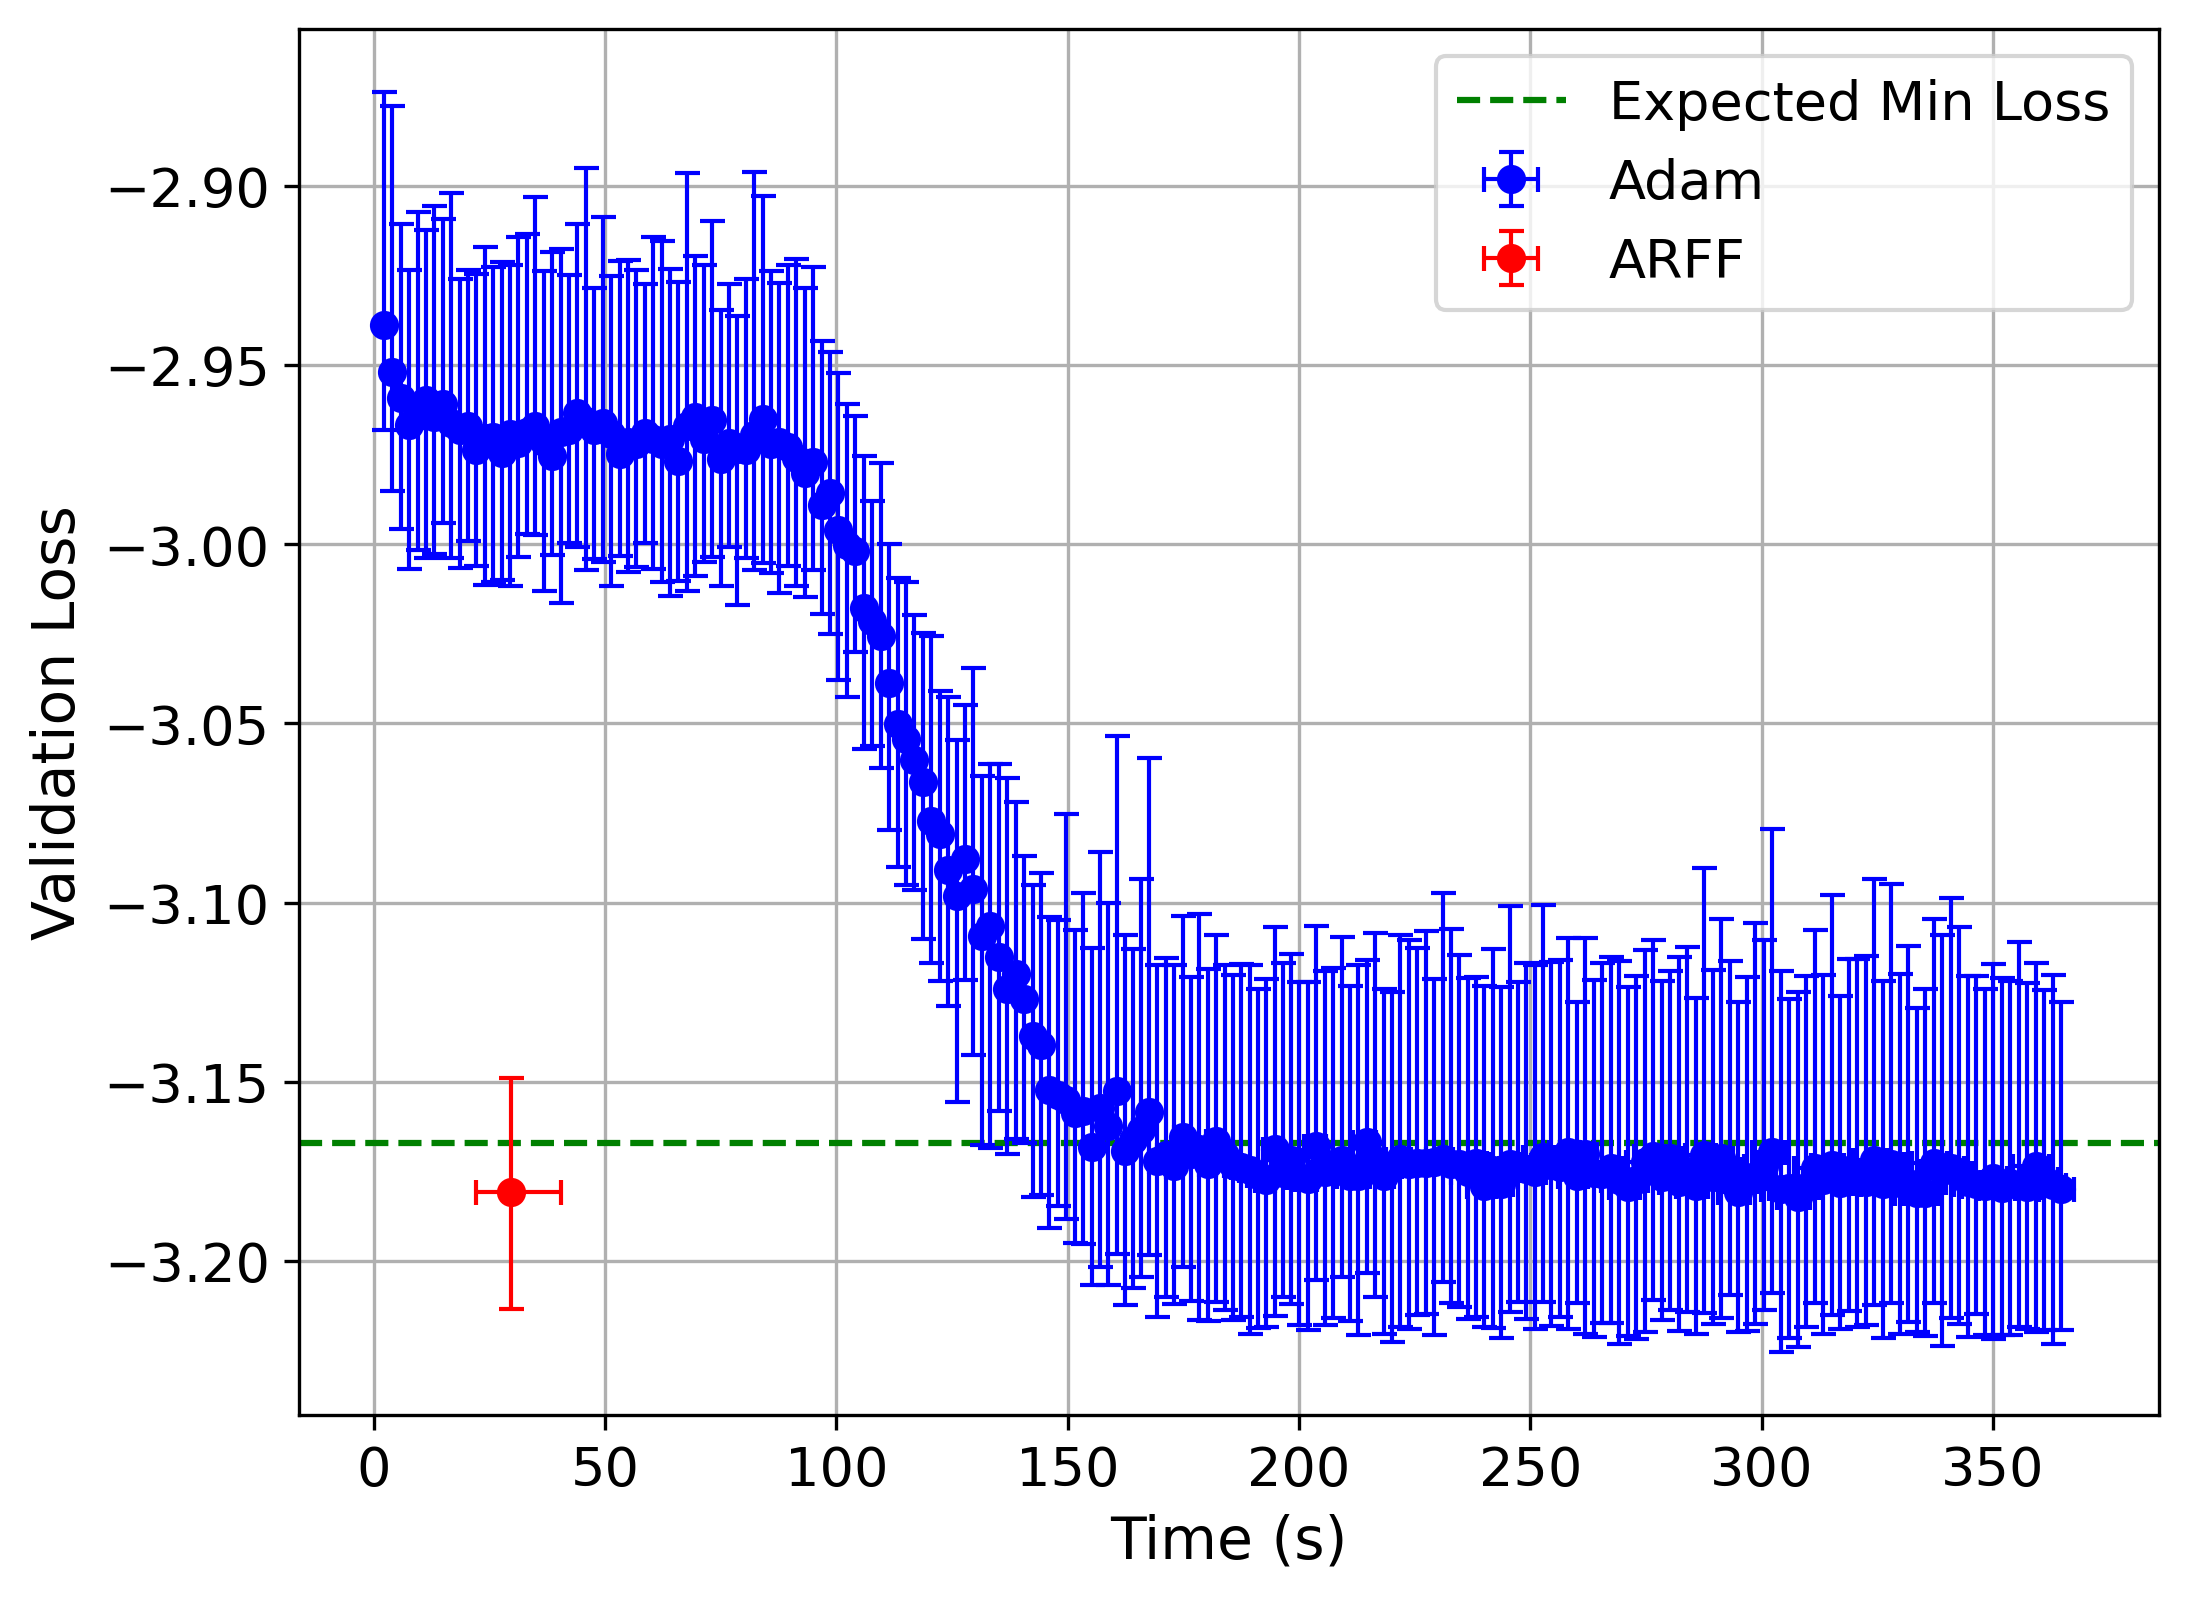 Expected Min Loss
Adam
ARFF
−2.90
−2.95
−3.00
−3.05
−3.10
−3.15
−3.20
Validation Loss
0 50 100 150 200 250 300 350
Time (s)